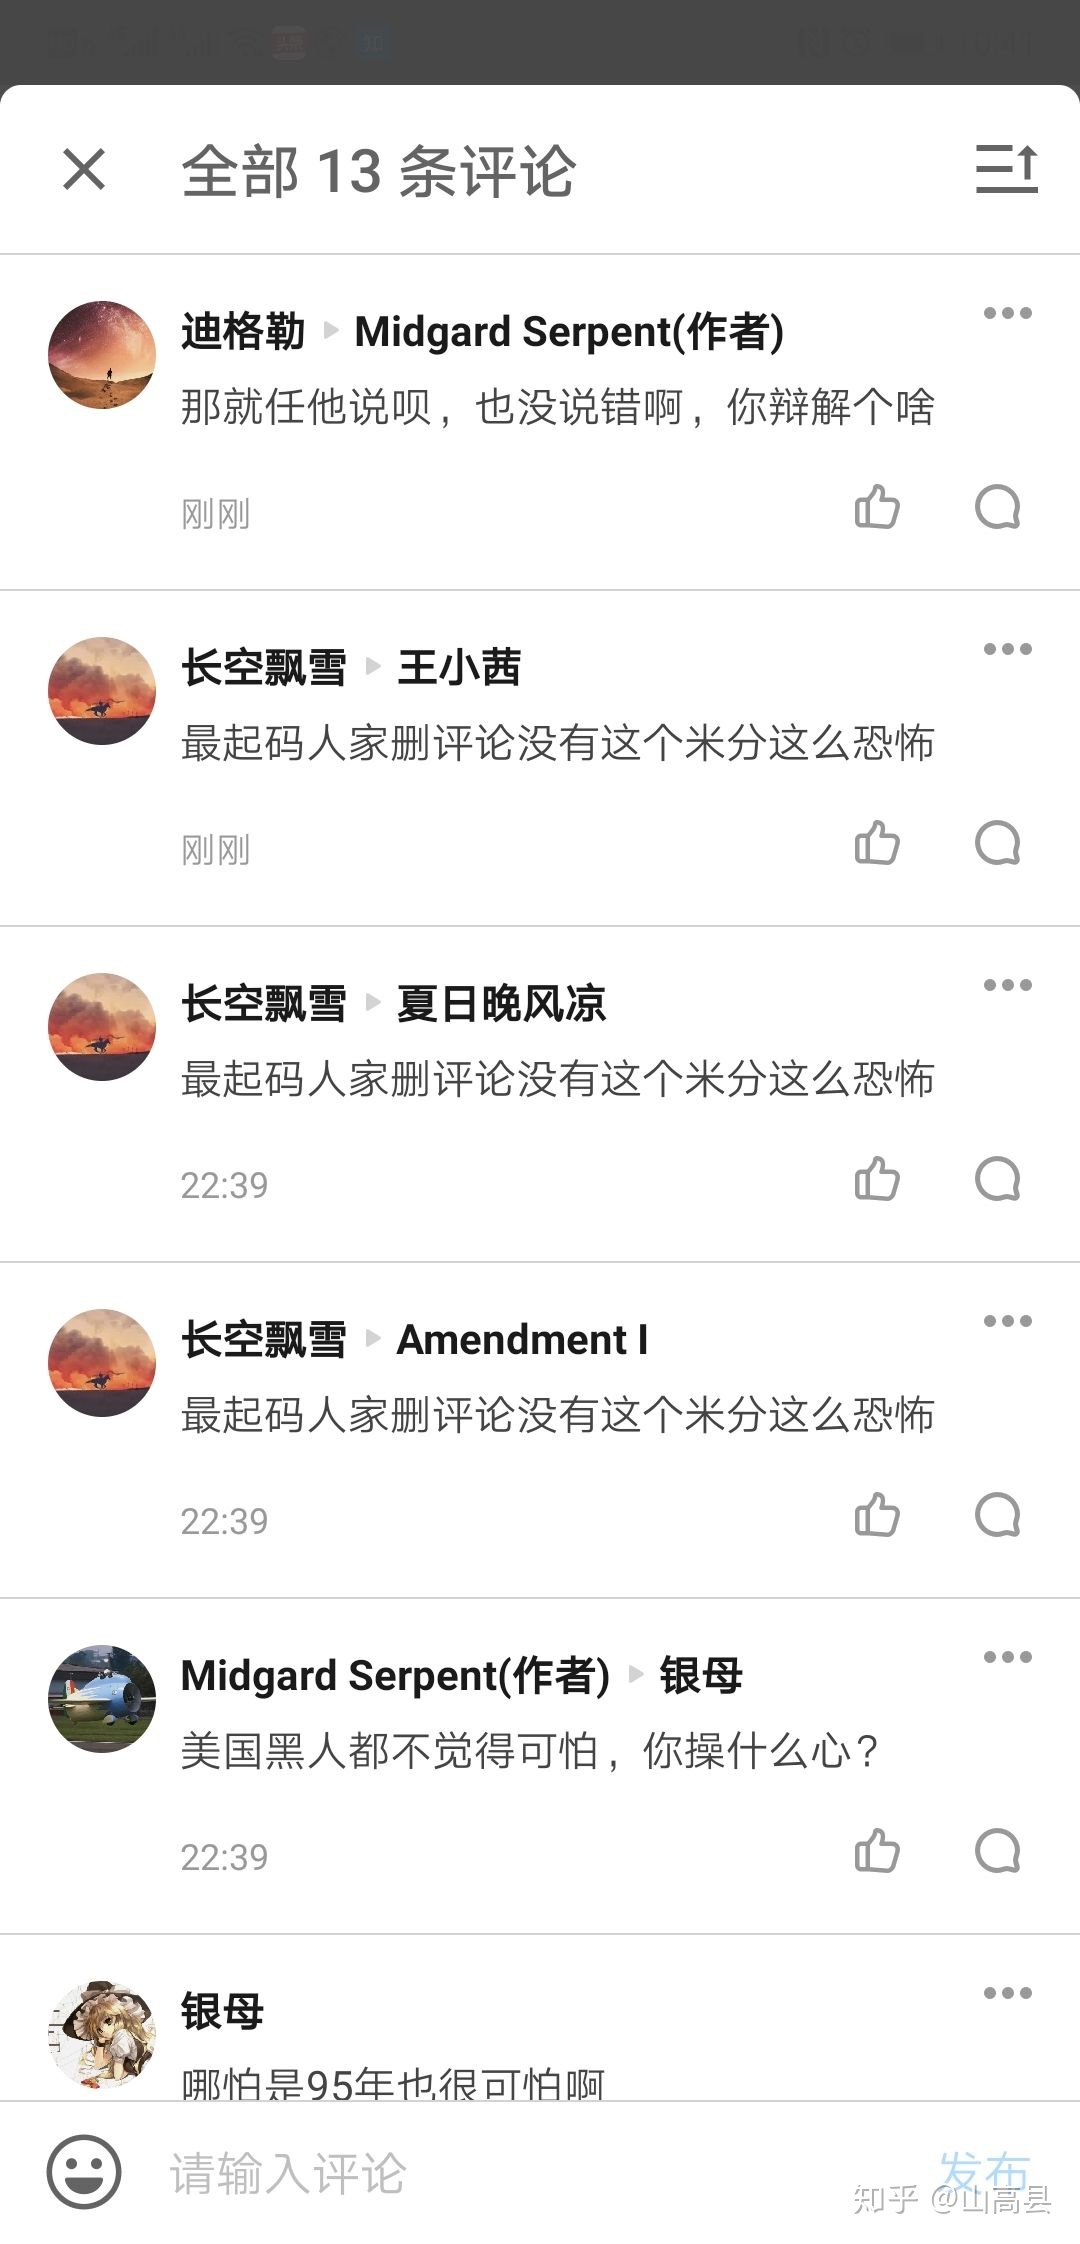 全部 13 条评论
迪格勒 ▸ Midgard Serpent(作者)
那就任他说呗，也没说错啊，你辩解个啥
刚刚
长空飘雪 ▸ 王小茜
最起码人家删评论没有这个米分这么恐怖
刚刚
长空飘雪 ▸ 夏日晚风凉
最起码人家删评论没有这个米分这么恐怖
22:39
长空飘雪 ▸ Amendment I
最起码人家删评论没有这个米分这么恐怖
22:39
Midgard Serpent(作者) ▸ 银母
美国黑人都不觉得可怕，你操什么心？
22:39
银母
哪怕是95年也很可怕啊
请输入评论
发布
知乎 @山高县